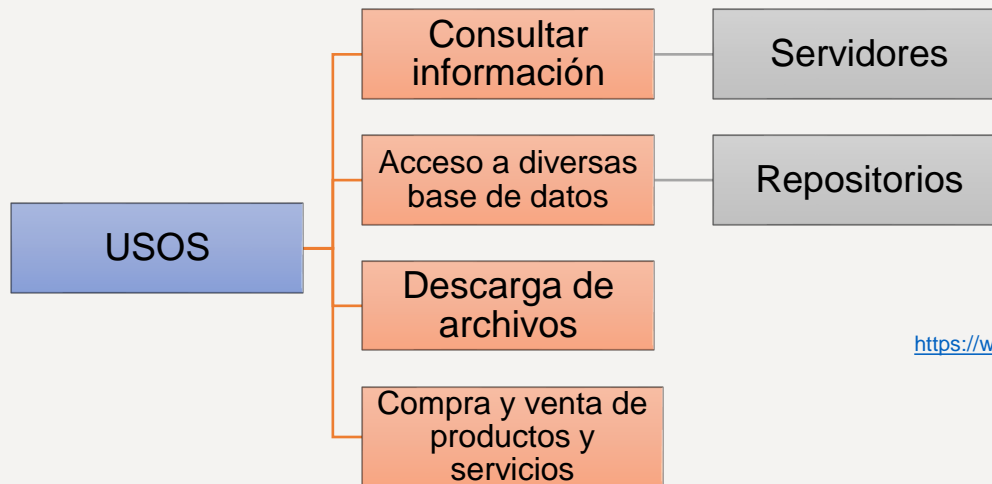 USOS
Consultar
información
Servidores
Acceso a diversas
base de datos
Repositorios
Descarga de
archivos
https://w
Compra y venta de
productos y
servicios